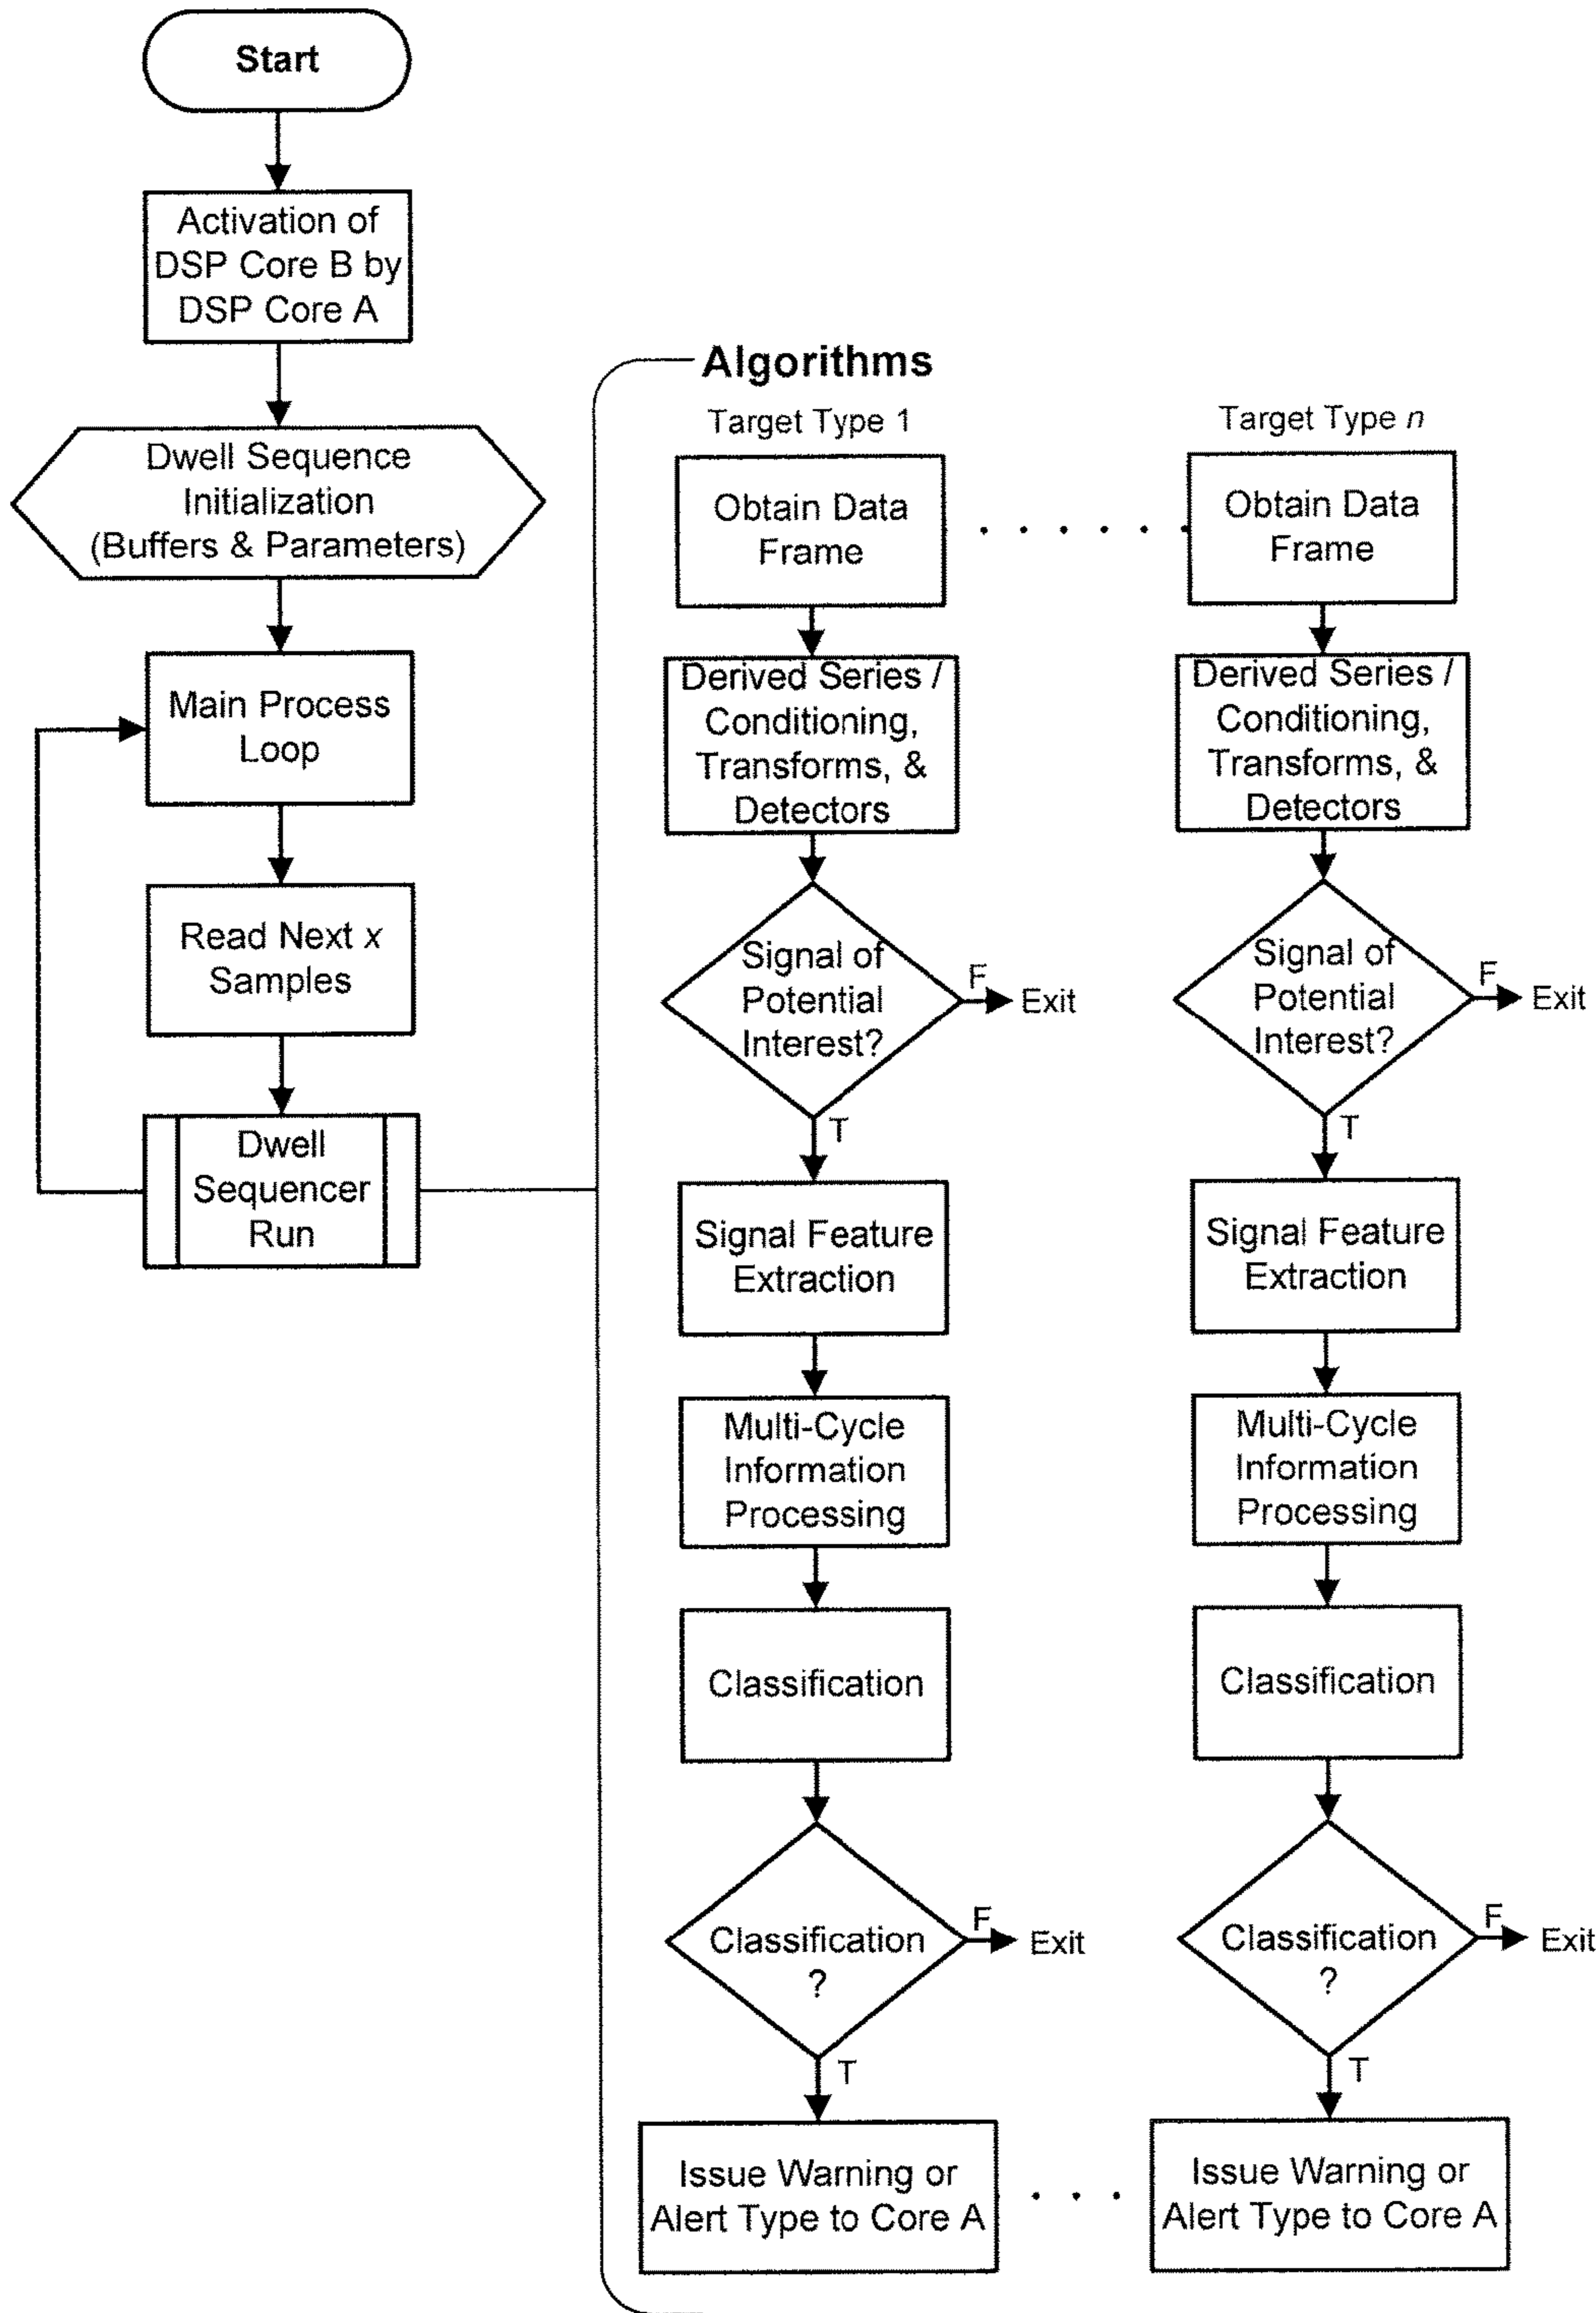 Start
Activation of
DSP Core B by
DSP Core A
Dwell Sequence
Initialization
(Buffers & Parameters)
Main Process
Loop
Read Next x
Samples
Dwell
Sequencer
Run
Algorithms
Target Type 1
Obtain Data
Frame
Derived Series /
Conditioning,
Transforms, &
Detectors
Signal of
Potential
Interest?
F
Exit
T
Signal Feature
Extraction
Multi-Cycle
Information
Processing
Classification
Classification
?
F
Exit
T
Issue Warning or
Alert Type to Core A
Target Type n
Obtain Data
Frame
Derived Series /
Conditioning,
Transforms, &
Detectors
Signal of
Potential
Interest?
F
Exit
T
Signal Feature
Extraction
Multi-Cycle
Information
Processing
Classification
Classification
?
F
Exit
T
Issue Warning or
Alert Type to Core A